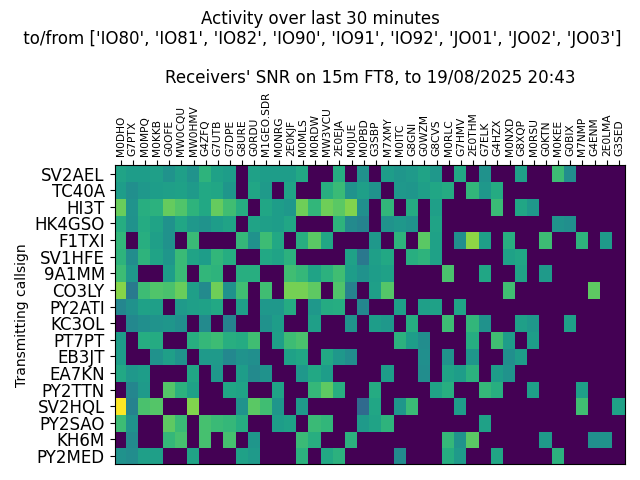 Activity over last 30 minutes
to/from ['IO80', 'IO81', 'IO82', 'IO90', 'IO91', 'IO92', 'JO01', 'JO02', 'JO03']
Receivers' SNR on 15m FT8, to 19/08/2025 20:43
M0DHO
G7PTX
M0MPQ
M0KKB
G0OFE
MW0CQU
MW0HMV
G4ZFQ
G7UTB
G7DPE
G8URE
G0RDU
M1GEO.SDR
M0NRG
2E0KJF
M0MLS
M0RDW
MW3VCU
2E0EJA
M0JUE
M0PBD
G3SBP
M7XMY
M0ITC
G8GNI
G0WZM
G8CVS
M0RLC
G7HMV
2E0THM
G7ELK
G4HZX
M0NXD
G8XQP
M0RSU
G0KTN
M0KEE
G0BIX
M7NMP
G4ENM
2E0LMA
G3SED
Transmitting callsign
SV2AEL
TC40A
HI3T
HK4GSO
F1TXI
SV1HFE
9A1MM
CO3LY
PY2ATI
KC3OL
PT7PT
EB3JT
EA7KN
PY2TTN
SV2HQL
PY2SAO
KH6M
PY2MED